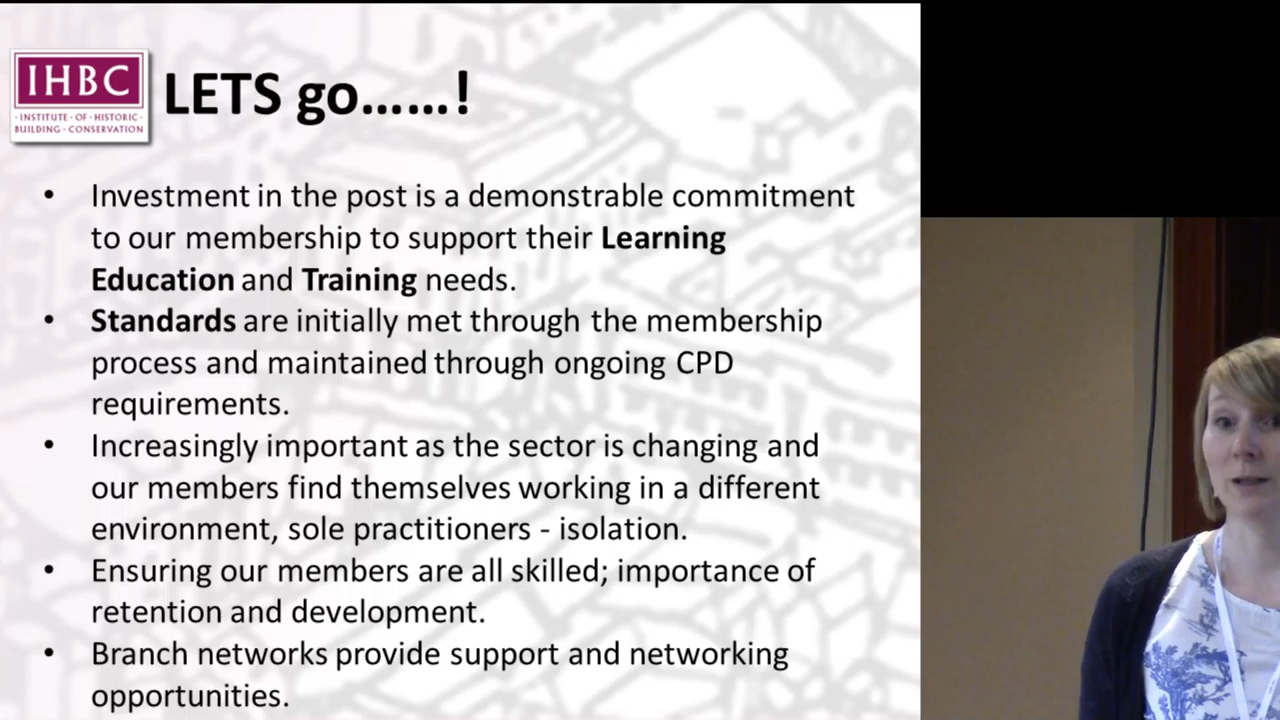 IHBC
· INSTITUTE · OF · HISTORIC ·
BUILDING · CONSERVATION
LETS go......!
• Investment in the post is a demonstrable commitment
to our membership to support their Learning
Education and Training needs.
• Standards are initially met through the membership
process and maintained through ongoing CPD
requirements.
• Increasingly important as the sector is changing and
our members find themselves working in a different
environment, sole practitioners - isolation.
• Ensuring our members are all skilled; importance of
retention and development.
• Branch networks provide support and networking
opportunities.